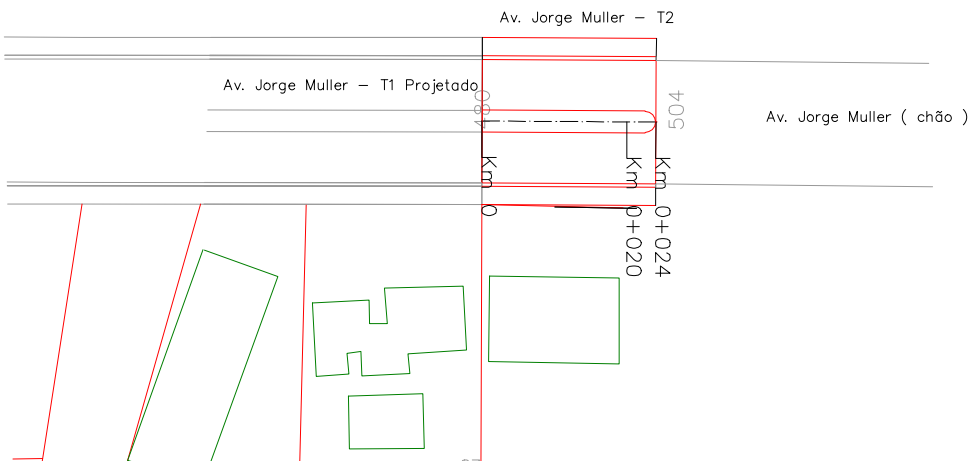 Av. Jorge Muller - T2
Av. Jorge Muller - T1 Projetado
480
504
Av. Jorge Muller ( chão )
Km 0
Km 0+020
Km 0+024